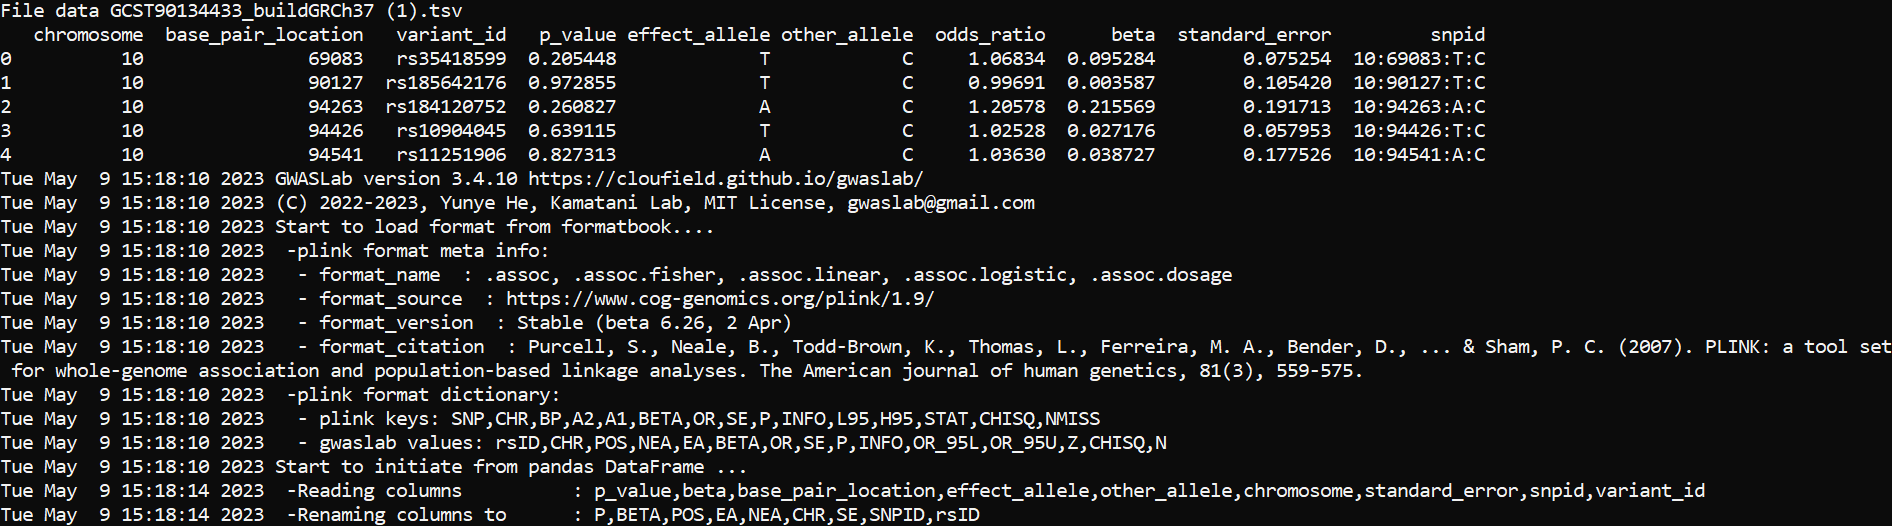 File data GCST90134433_buildGRCh37 (1).tsv
   chromosome  base_pair_location   variant_id   p_value effect_allele other_allele  odds_ratio      beta  standard_error        snpid
0          10               69083   rs35418599  0.205448             T            C     1.06834  0.095284        0.075254  10:69083:T:C
1          10               90127  rs185642176  0.972855             T            C     0.99691  0.003587        0.105420  10:90127:T:C
2          10               94263  rs184120752  0.260827             A            C     1.20578  0.215569        0.191713  10:94263:A:C
3          10               94426   rs10904045  0.639115             T            C     1.02528  0.027176        0.057953  10:94426:T:C
4          10               94541   rs11251906  0.827313             A            C     1.03630  0.038727        0.177526  10:94541:A:C
Tue May  9 15:18:10 2023 GWASLab version 3.4.10 https://cloufield.github.io/gwaslab/
Tue May  9 15:18:10 2023 (C) 2022-2023, Yunye He, Kamatani Lab, MIT License, gwaslab@gmail.com
Tue May  9 15:18:10 2023 Start to load format from formatbook....
Tue May  9 15:18:10 2023  -plink format meta info:
Tue May  9 15:18:10 2023   - format_name  : .assoc, .assoc.fisher, .assoc.linear, .assoc.logistic, .assoc.dosage
Tue May  9 15:18:10 2023   - format_source  : https://www.cog-genomics.org/plink/1.9/
Tue May  9 15:18:10 2023   - format_version  : Stable (beta 6.26, 2 Apr)
Tue May  9 15:18:10 2023   - format_citation  : Purcell, S., Neale, B., Todd-Brown, K., Thomas, L., Ferreira, M. A., Bender, D., ... & Sham, P. C. (2007). PLINK: a tool set
 for whole-genome association and population-based linkage analyses. The American journal of human genetics, 81(3), 559-575.
Tue May  9 15:18:10 2023  -plink format dictionary:
Tue May  9 15:18:10 2023   - plink keys: SNP,CHR,BP,A2,A1,BETA,OR,SE,P,INFO,L95,H95,STAT,CHISQ,NMISS
Tue May  9 15:18:10 2023   - gwaslab values: rsID,CHR,POS,NEA,EA,BETA,OR,SE,P,INFO,OR_95L,OR_95U,Z,CHISQ,N
Tue May  9 15:18:10 2023 Start to initiate from pandas DataFrame ...
Tue May  9 15:18:14 2023  -Reading columns          : p_value,beta,base_pair_location,effect_allele,other_allele,chromosome,standard_error,snpid,variant_id
Tue May  9 15:18:14 2023  -Renaming columns to      : P,BETA,POS,EA,NEA,CHR,SE,SNPID,rsID